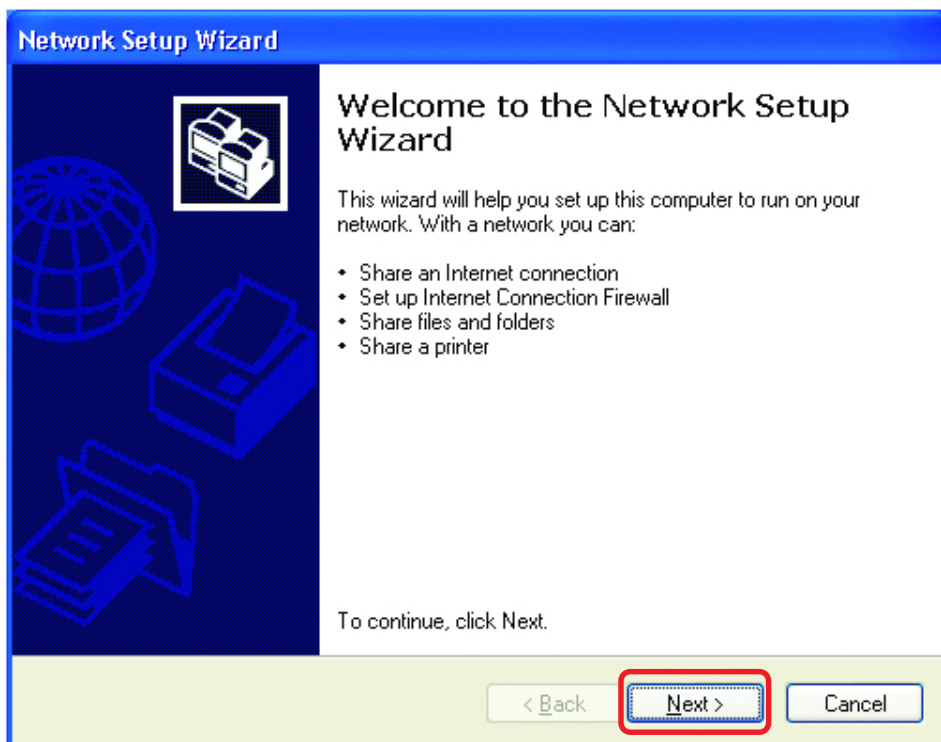 Network Setup Wizard
Welcome to the Network Setup
Wizard
This wizard will help you set up this computer to run on your
network. With a network you can:
• Share an Internet connection
• Set up Internet Connection Firewall
• Share files and folders
• Share a printer
To continue, click Next.
< Back Next > Cancel